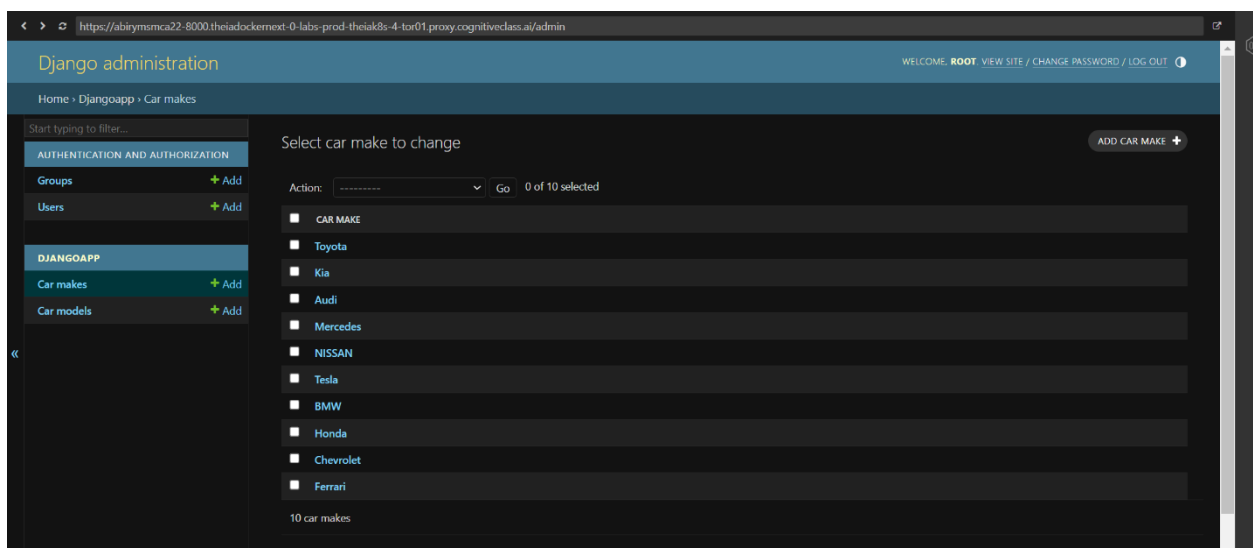 https://abirymsmca22-8000.theiadockernext-0-labs-prod-theiak8s-4-tor01.proxy.cognitiveclass.ai/admin
Django administration
WELCOME, ROOT. VIEW SITE / CHANGE PASSWORD / LOG OUT
Home › Djangoapp › Car makes
Start typing to filter...
AUTHENTICATION AND AUTHORIZATION
Groups + Add
Users + Add
DJANGOAPP
Car makes + Add
Car models + Add
«
Select car make to change
ADD CAR MAKE +
Action: --------- Go 0 of 10 selected
CAR MAKE
Toyota
Kia
Audi
Mercedes
NISSAN
Tesla
BMW
Honda
Chevrolet
Ferrari
10 car makes